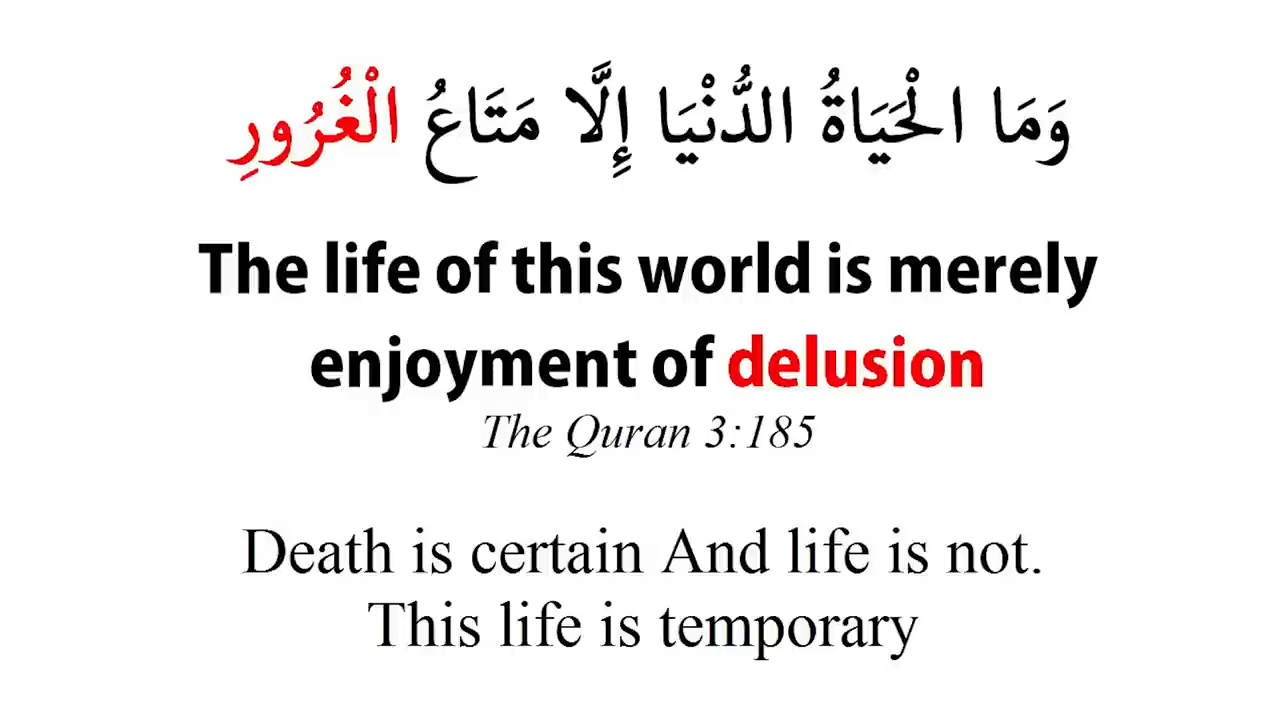 وَمَا الْحَيَاةُ الدُّنْيَا إِلَّا مَتَاعُ الْغُرُورِ
The life of this world is merely
enjoyment of delusion
The Quran 3:185
Death is certain And life is not.
This life is temporary